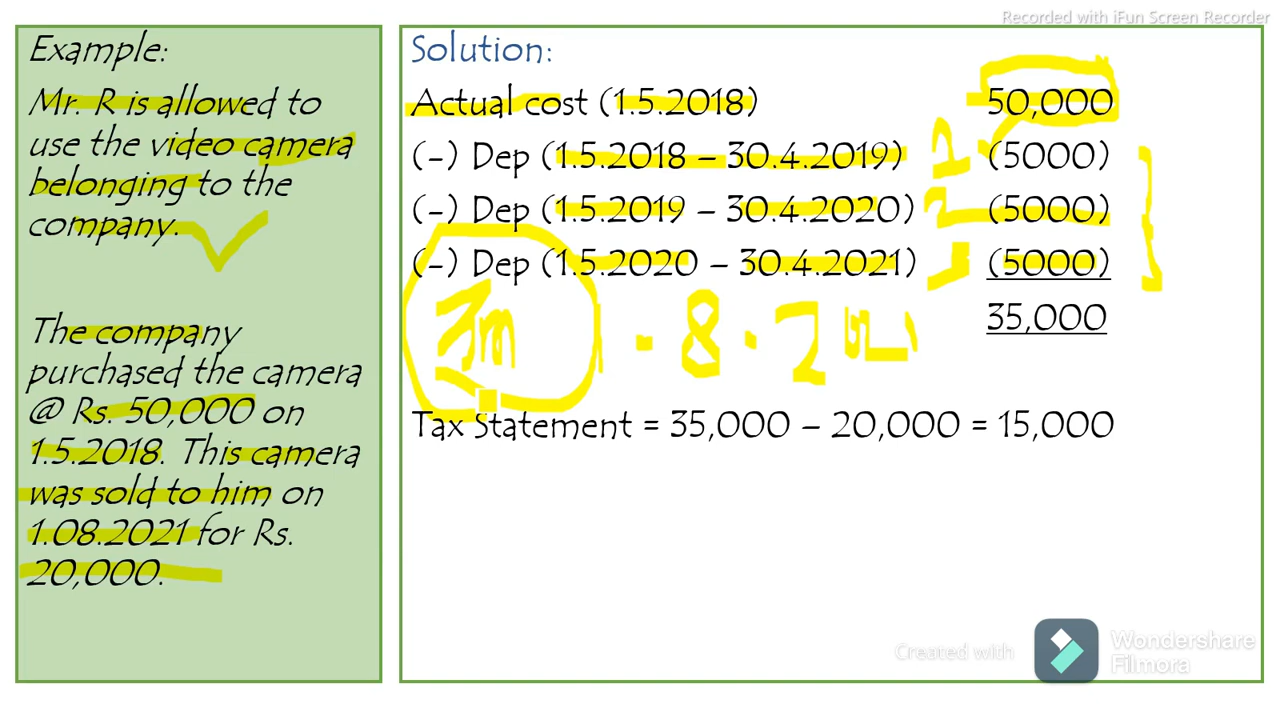 Recorded with iFun Screen Recorder
Example:
Mr. R is allowed to
use the video camera
belonging to the
company.
The company
purchased the camera
@ Rs. 50,000 on
1.5.2018. This camera
was sold to him on
1.08.2021 for Rs.
20,000.
Solution:
Actual cost (1.5.2018) 50,000
(-) Dep (1.5.2018 – 30.4.2019) (5000)
(-) Dep (1.5.2019 – 30.4.2020) (5000)
(-) Dep (1.5.2020 – 30.4.2021) (5000)
35,000
3m
Tax Statement = 35,000 – 20,000 = 15,000
Created with Wondershare
Filmora